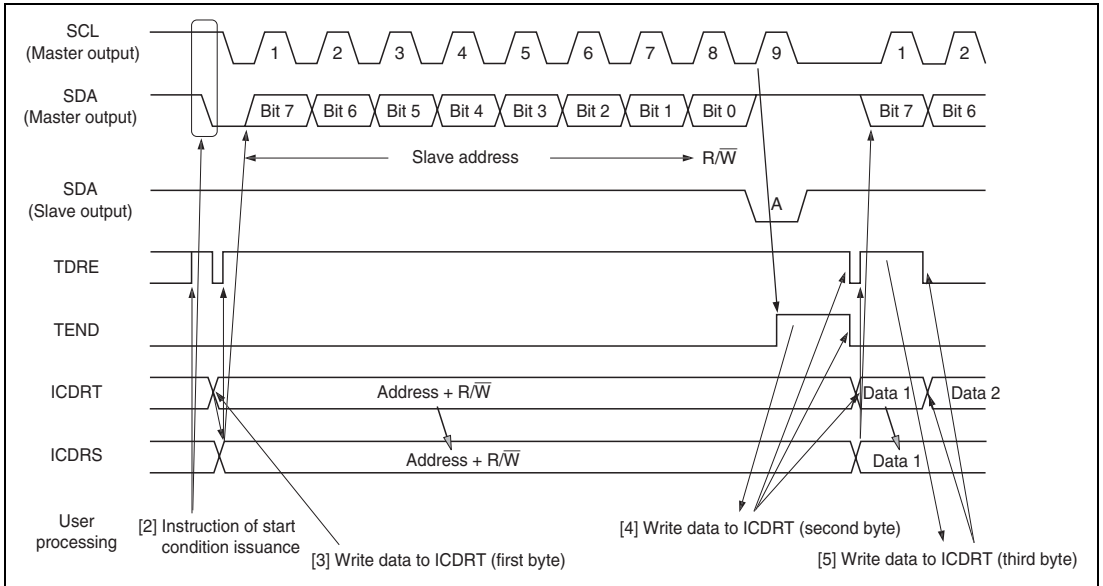 SCL
(Master output)
1 2 3 4 5 6 7 8 9 1 2
SDA
(Master output)
Bit 7 Bit 6 Bit 5 Bit 4 Bit 3 Bit 2 Bit 1 Bit 0 Bit 7 Bit 6
Slave address R/W̅
SDA
(Slave output)
A
TDRE
TEND
ICDRT
Address + R/W̅ Data 1 Data 2
ICDRS
Address + R/W̅ Data 1
User
processing
[2] Instruction of start
condition issuance
[3] Write data to ICDRT (first byte)
[4] Write data to ICDRT (second byte)
[5] Write data to ICDRT (third byte)